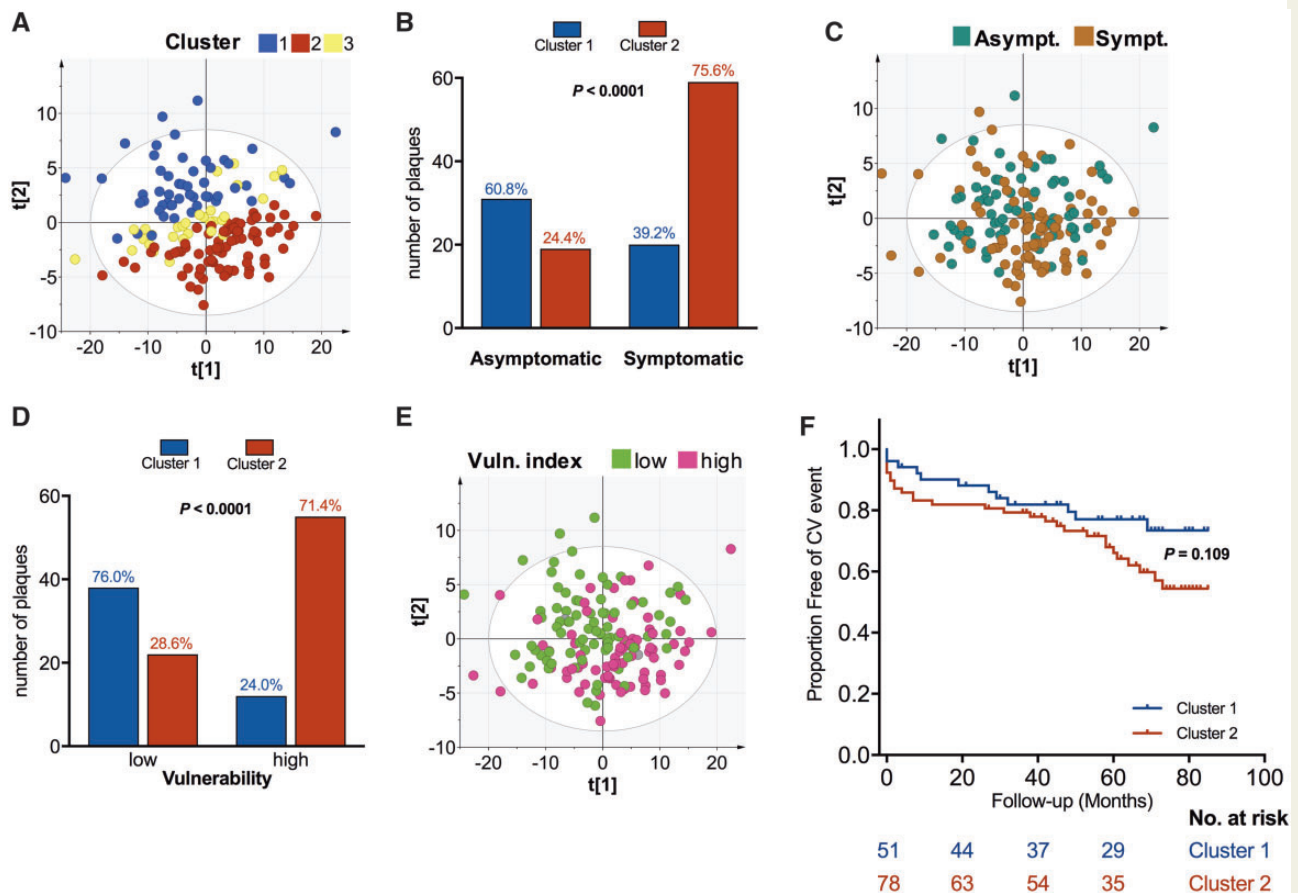 A
Cluster 1 2 3
t[2]
10
5
0
-5
-10
-20 -10 0 10 20
t[1]
B
Cluster 1 Cluster 2
P < 0.0001
number of plaques
60
40
20
0
60.8%
24.4%
39.2%
75.6%
Asymptomatic Symptomatic
C
Asympt. Sympt.
t[2]
10
5
0
-5
-10
-20 -10 0 10 20
t[1]
D
Cluster 1 Cluster 2
P < 0.0001
number of plaques
60
40
20
0
76.0%
28.6%
24.0%
71.4%
low high
Vulnerability
E
Vuln. index low high
t[2]
10
5
0
-5
-10
-20 -10 0 10 20
t[1]
F
Proportion Free of CV event
1.0
0.8
0.6
0.4
0.2
0.0
P = 0.109
Cluster 1
Cluster 2
0 20 40 60 80 100
Follow-up (Months)
No. at risk
51 44 37 29 Cluster 1
78 63 54 35 Cluster 2